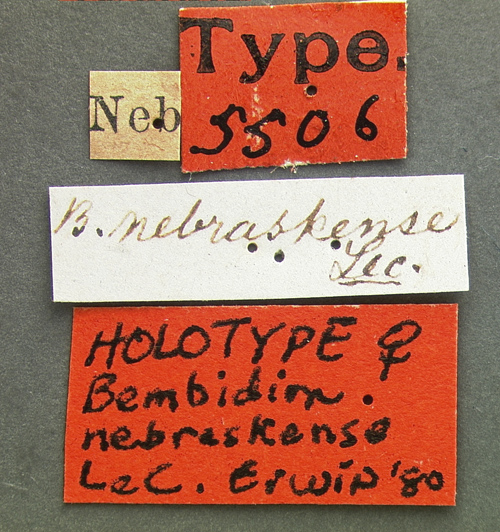 Type.
Neb
5506
B. nebraskense
Lec.
HOLOTYPE ♀
Bembidion
nebraskense
LeC. Erwin '80